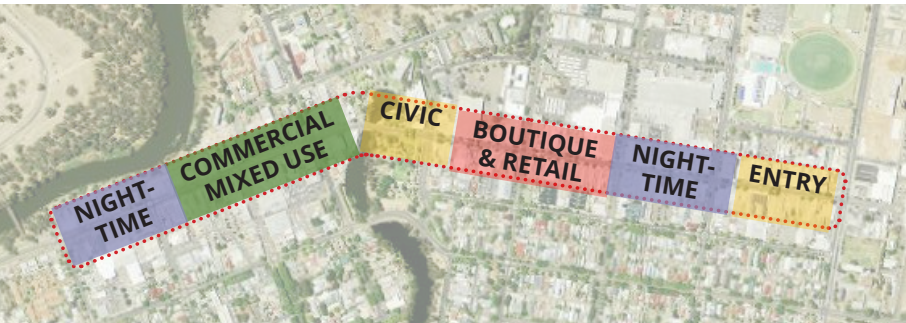 NIGHT-
TIME
COMMERCIAL
MIXED USE
CIVIC
BOUTIQUE
& RETAIL
NIGHT-
TIME
ENTRY